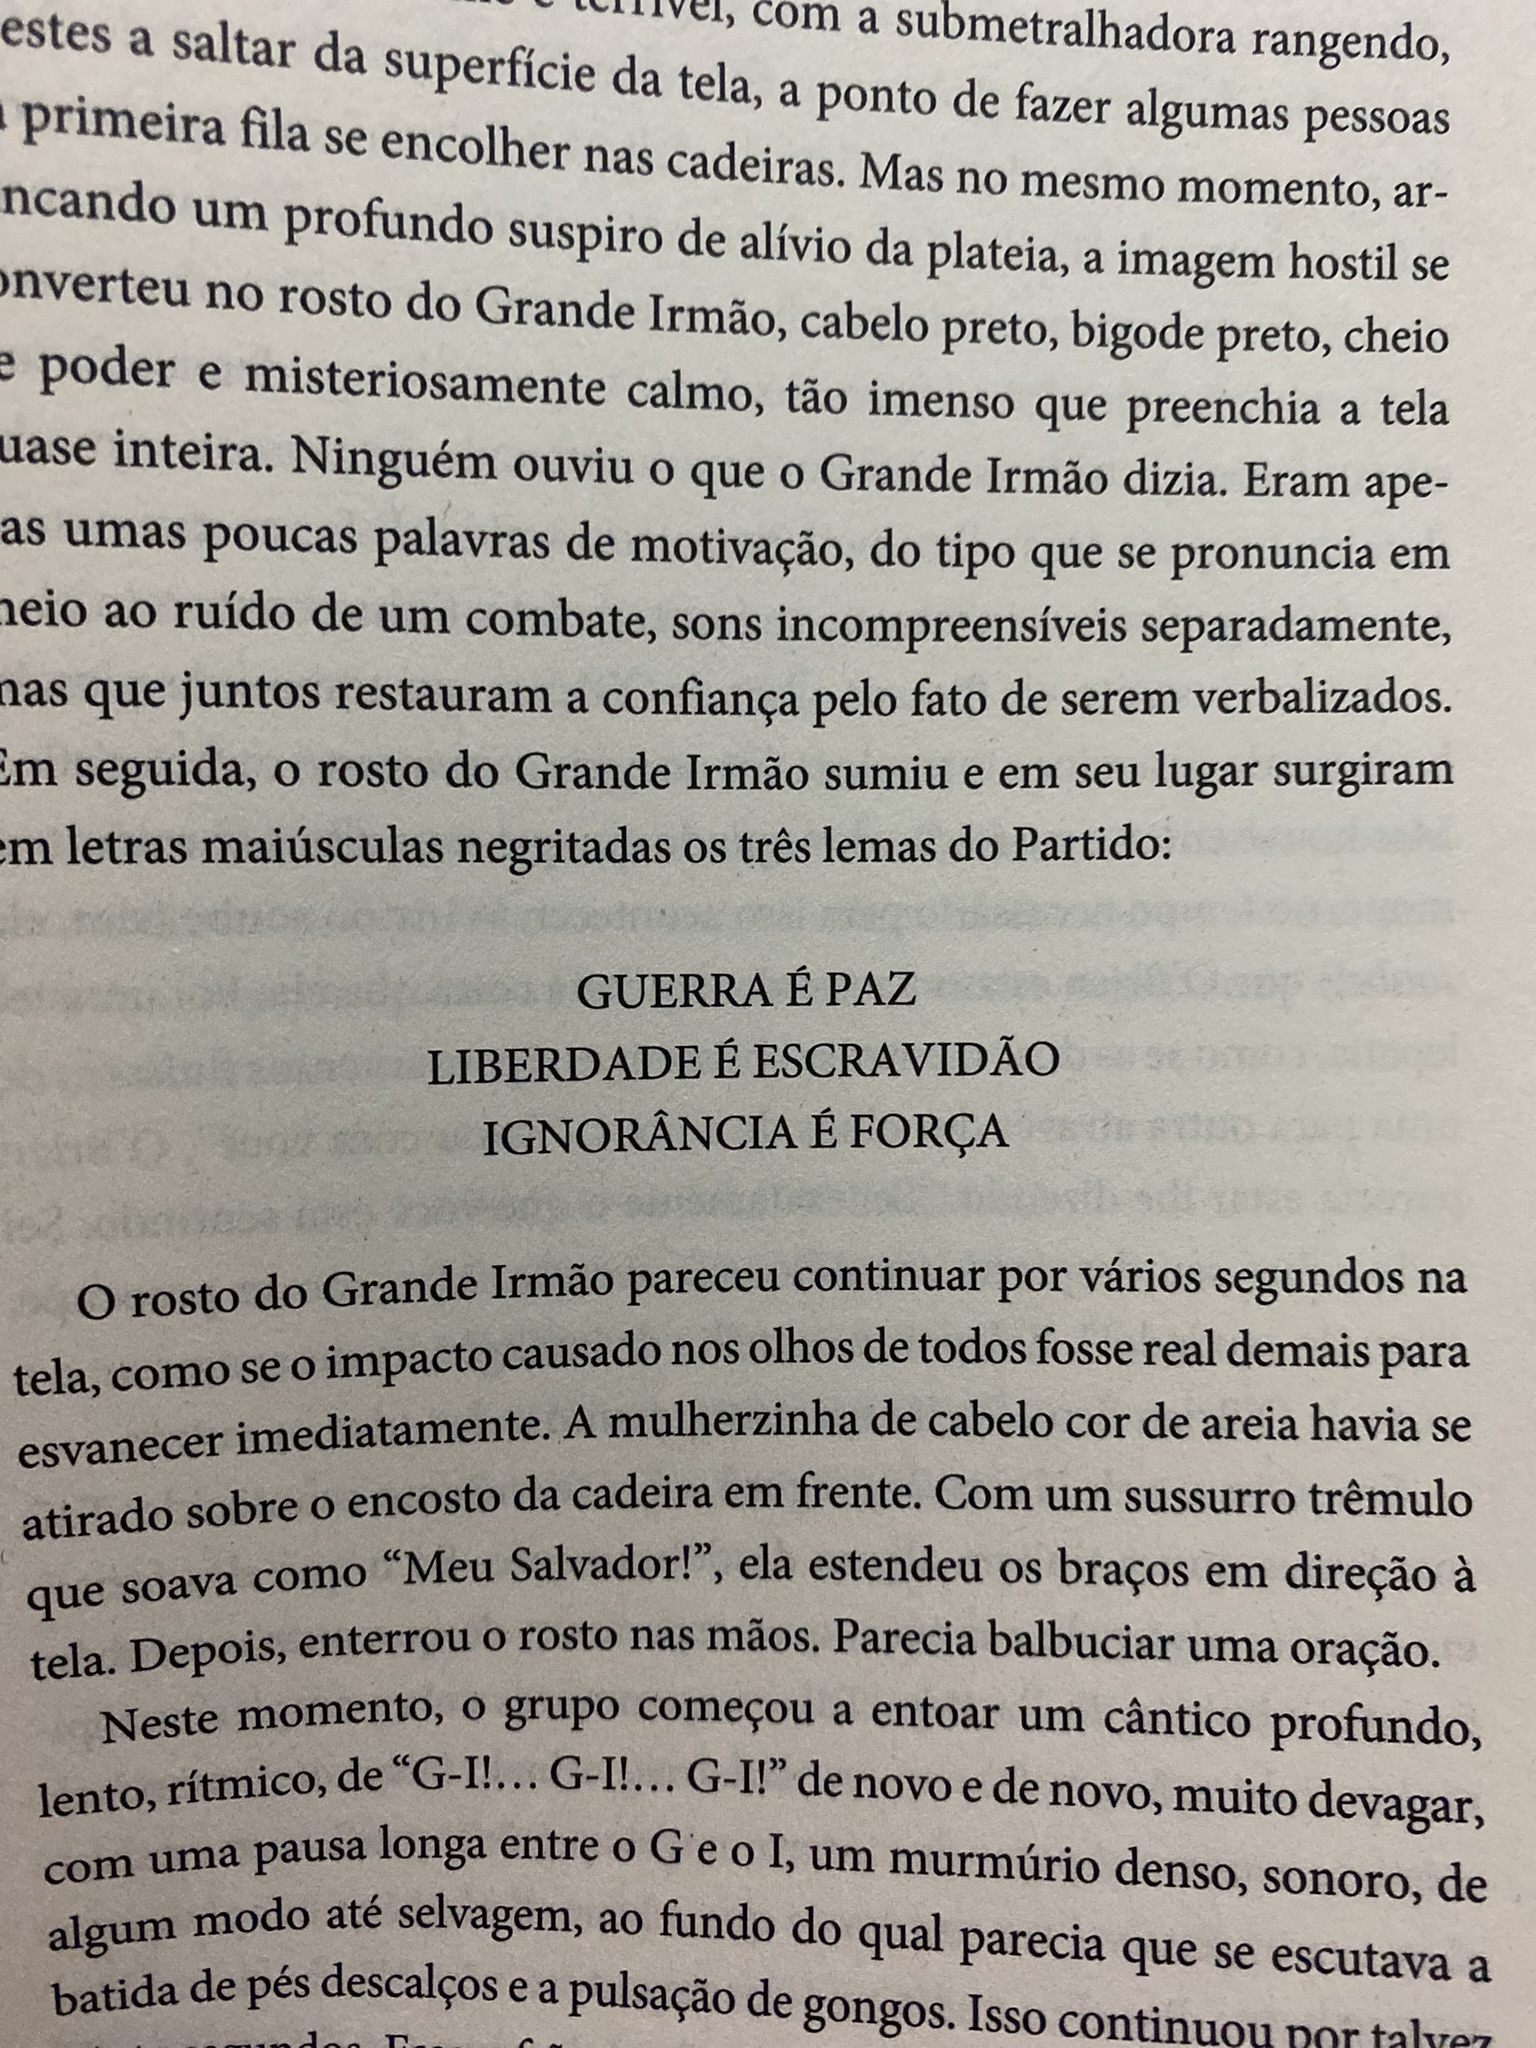 terrível, com a submetralhadora rangendo,
estes a saltar da superfície da tela, a ponto de fazer algumas pessoas
primeira fila se encolher nas cadeiras. Mas no mesmo momento, ar-
ncando um profundo suspiro de alívio da plateia, a imagem hostil se
onverteu no rosto do Grande Irmão, cabelo preto, bigode preto, cheio
e poder e misteriosamente calmo, tão imenso que preenchia a tela
uase inteira. Ninguém ouviu o que o Grande Irmão dizia. Eram ape-
as umas poucas palavras de motivação, do tipo que se pronuncia em
neio ao ruído de um combate, sons incompreensíveis separadamente,
nas que juntos restauram a confiança pelo fato de serem verbalizados.
Em seguida, o rosto do Grande Irmão sumiu e em seu lugar surgiram
em letras maiúsculas negritadas os três lemas do Partido:
GUERRA É PAZ
LIBERDADE É ESCRAVIDÃO
IGNORÂNCIA É FORÇA
O rosto do Grande Irmão pareceu continuar por vários segundos na
tela, como se o impacto causado nos olhos de todos fosse real demais para
esvanecer imediatamente. A mulherzinha de cabelo cor de areia havia se
atirado sobre o encosto da cadeira em frente. Com um sussurro trêmulo
que soava como “Meu Salvador!”, ela estendeu os braços em direção à
tela. Depois, enterrou o rosto nas mãos. Parecia balbuciar uma oração.
Neste momento, o grupo começou a entoar um cântico profundo,
lento, rítmico, de “G-I!… G-I!… G-I!” de novo e de novo, muito devagar,
com uma pausa longa entre o G e o I, um murmúrio denso, sonoro, de
algum modo até selvagem, ao fundo do qual parecia que se escutava a
batida de pés descalços e a pulsação de gongos. Isso continuou por talvez